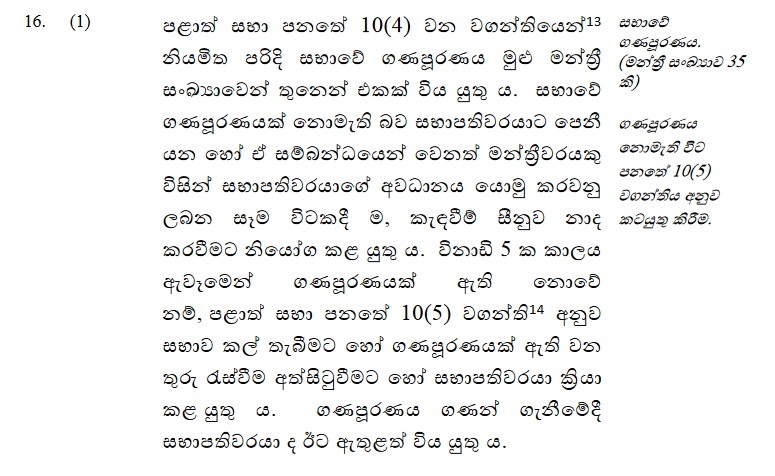 16. (1)
පළාත් සභා පනතේ 10(4) වන වගන්තියෙන්13
නියමිත පරිදි සභාවේ ගණපූරණය මුළු මන්ත්‍රී
සංඛ්‍යාවෙන් තුනෙන් එකක් විය යුතු ය. සභාවේ
ගණපූරණයක් නොමැති බව සභාපතිවරයාට පෙනී
යන හෝ ඒ සම්බන්ධයෙන් වෙනත් මන්ත්‍රීවරයකු
විසින් සභාපතිවරයාගේ අවධානය යොමු කරවනු
ලබන සෑම විටකදී ම, කැඳවීම් සීනුව නාද
කරවීමට නියෝග කළ යුතු ය. විනාඩි 5 ක කාලය
ඇවෑමෙන් ගණපූරණයක් ඇති නොවේ
නම්, පළාත් සභා පනතේ 10(5) වගන්ති14 අනුව
සභාව කල් තැබීමට හෝ ගණපූරණයක් ඇති වන
තුරු රැස්වීම අත්සිටුවීමට හෝ සභාපතිවරයා ක්‍රියා
කළ යුතු ය. ගණපූරණය ගණන් ගැනීමේදී
සභාපතිවරයා ද ඊට ඇතුළත් විය යුතු ය.
සභාවේ
ගණපූරණය.
(මන්ත්‍රී සංඛ්‍යාව 35
කි)
ගණපූරණය
නොමැති විට
පනතේ 10(5)
වගන්තිය අනුව
කටයුතු කිරීම.